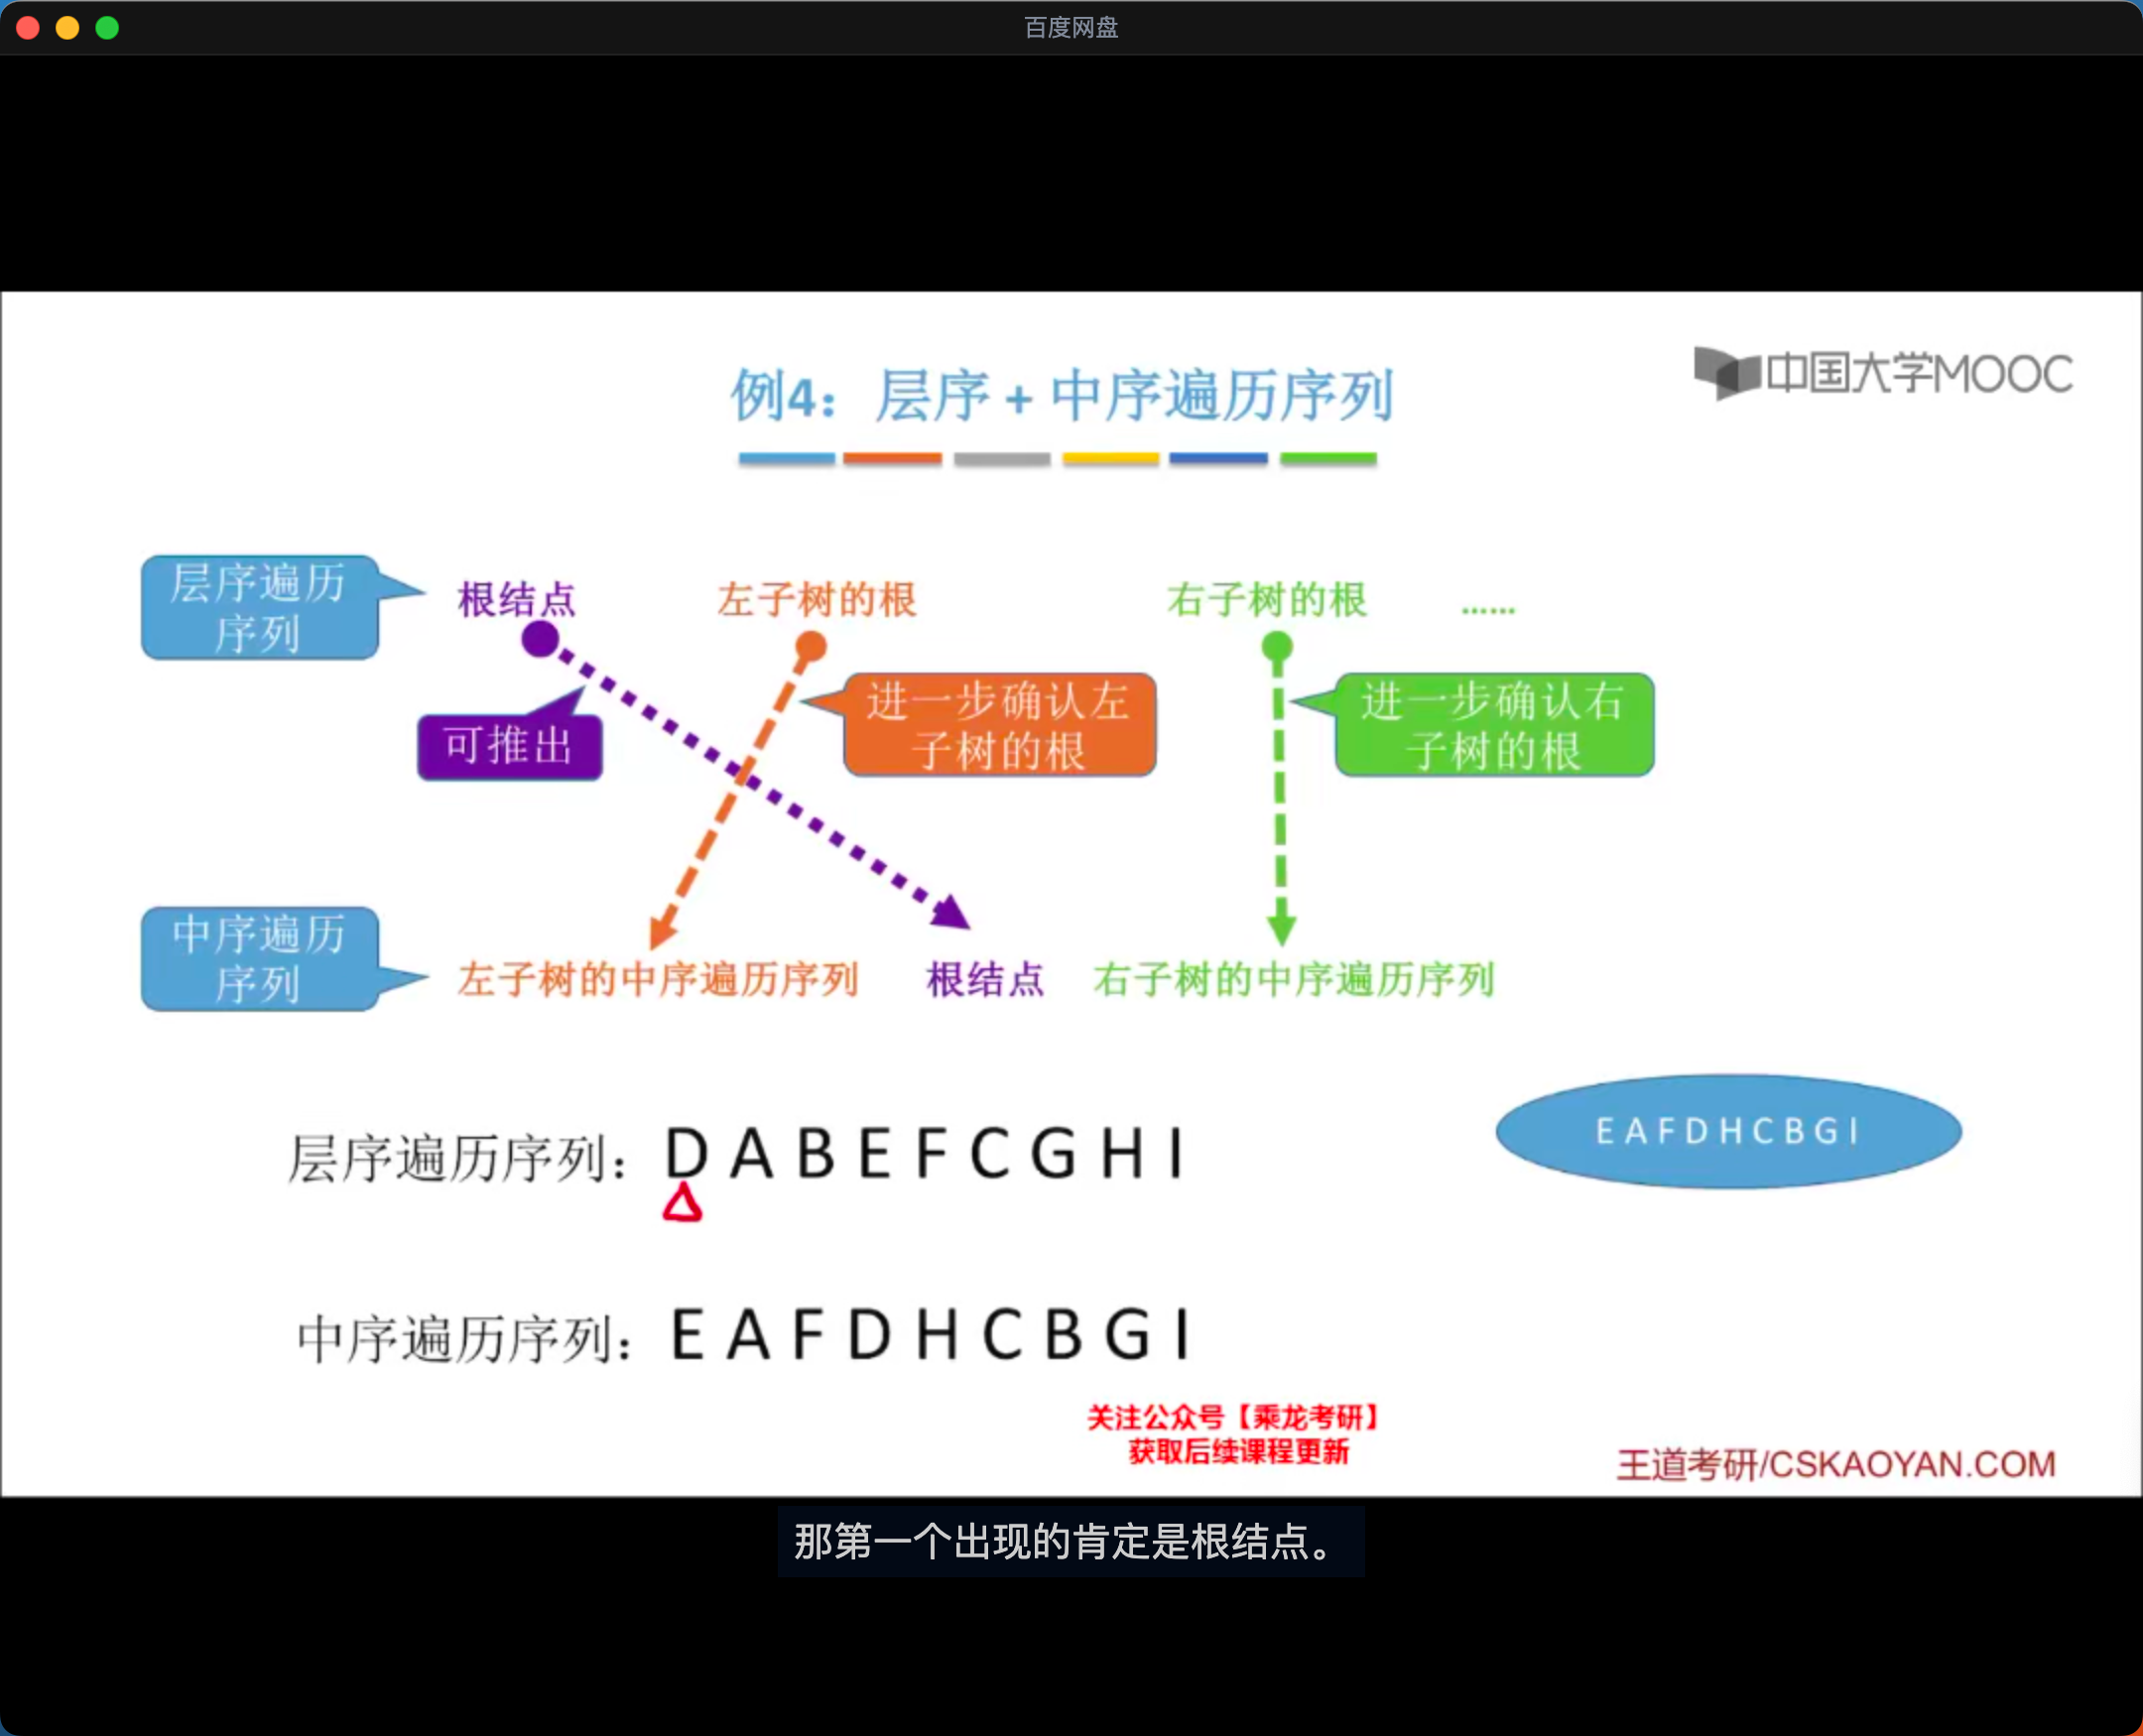 百度网盘
中国大学MOOC
例4：层序 + 中序遍历序列
层序遍历
序列
根结点
左子树的根
右子树的根
......
可推出
进一步确认左
子树的根
进一步确认右
子树的根
中序遍历
序列
左子树的中序遍历序列
根结点
右子树的中序遍历序列
层序遍历序列：D A B E F C G H I
E A F D H C B G I
中序遍历序列：E A F D H C B G I
关注公众号【乘龙考研】
获取后续课程更新
王道考研/CSKAOYAN.COM
那第一个出现的肯定是根结点。